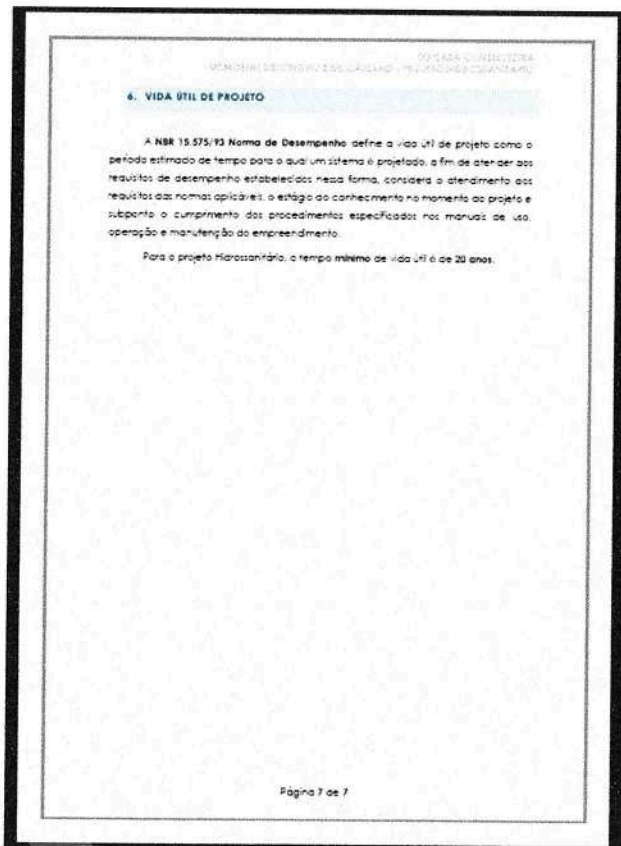 6. VIDA ÚTIL DE PROJETO
A NBR 15.575/93 Norma de Desempenho define a vida útil de projeto como o
período estimado de tempo para o qual um sistema é projetado, a fim de atender aos
requisitos de desempenho estabelecidos nessa forma, considera o atendimento aos
requisitos das normas aplicáveis, o estágio do conhecimento no momento do projeto e
suponto o cumprimento dos procedimentos especificados nos manuais de uso,
operação e manutenção do empreendimento.
Para o projeto Hidrossanitário, o tempo mínimo de vida útil é de 20 anos.
Página 7 de 7